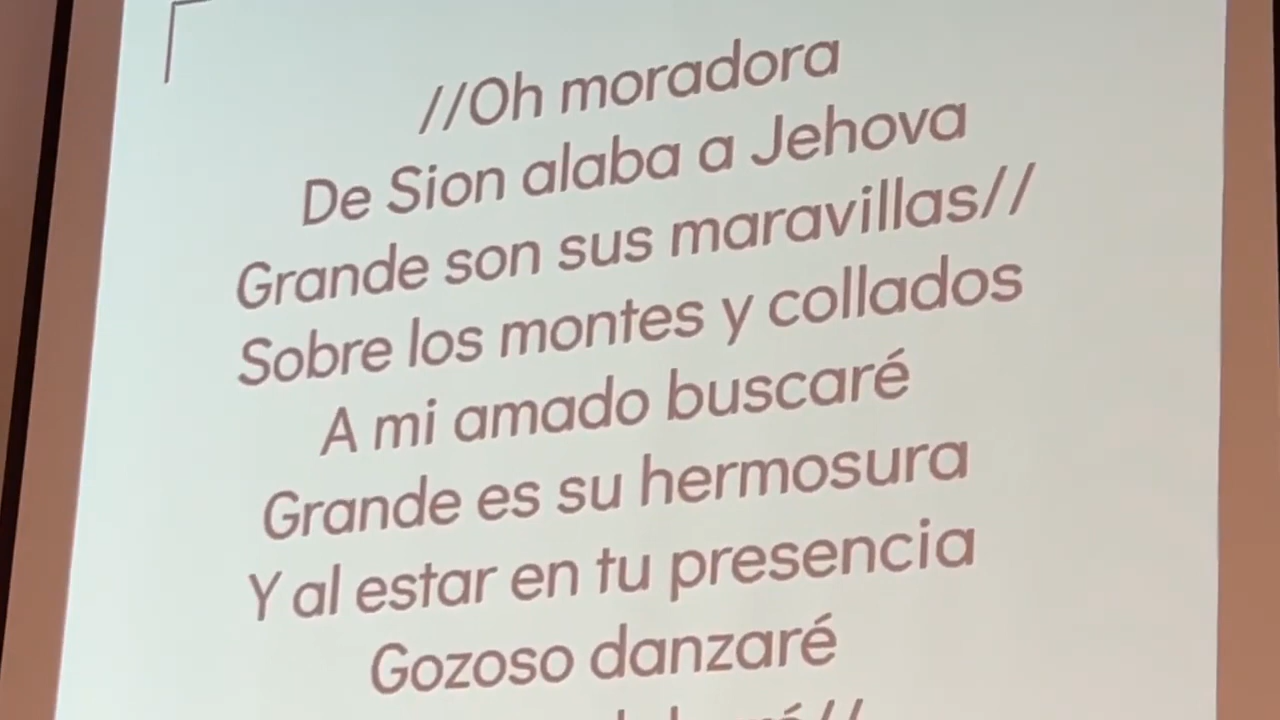 //Oh moradora
De Sion alaba a Jehova
Grande son sus maravillas//
Sobre los montes y collados
A mi amado buscaré
Grande es su hermosura
Y al estar en tu presencia
Gozoso danzaré